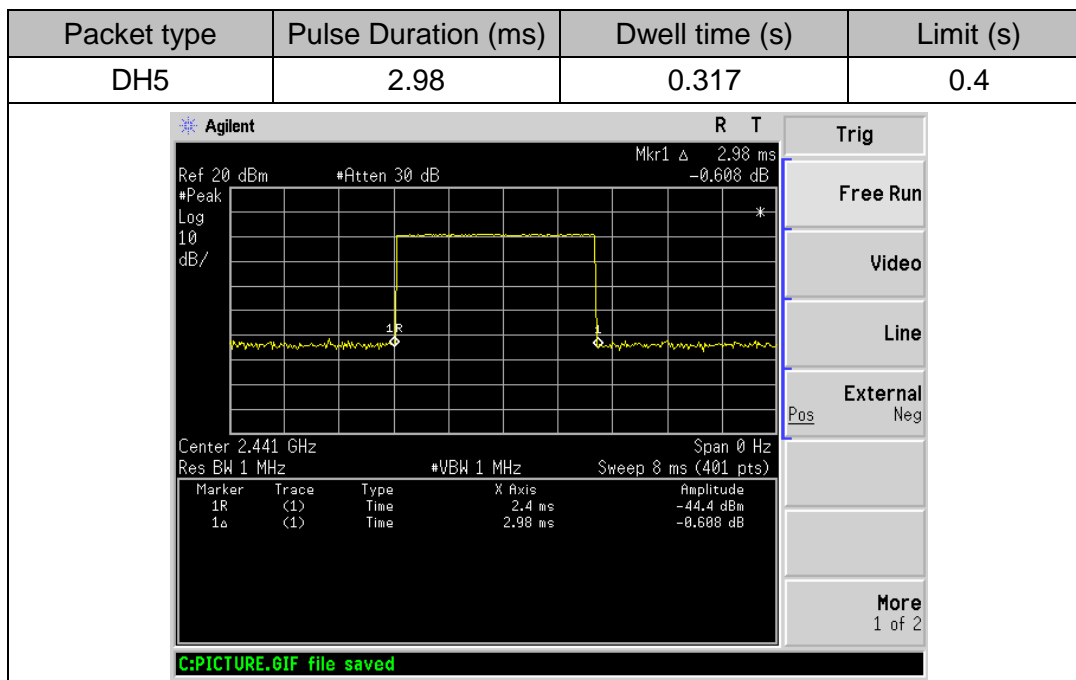 Packet type Pulse Duration (ms) Dwell time (s) Limit (s)
DH5 2.98 0.317 0.4
Agilent R T Trig
Mkr1 Δ 2.98 ms
Ref 20 dBm #Atten 30 dB -0.608 dB
#Peak
Log
10
dB/
*
1R
1
Free Run
Video
Line
External
Pos Neg
Center 2.441 GHz Span 0 Hz
Res BW 1 MHz #VBW 1 MHz Sweep 8 ms (401 pts)
Marker Trace Type X Axis Amplitude
1R (1) Time 2.4 ms -44.4 dBm
1Δ (1) Time 2.98 ms -0.608 dB
More
1 of 2
C:PICTURE.GIF file saved